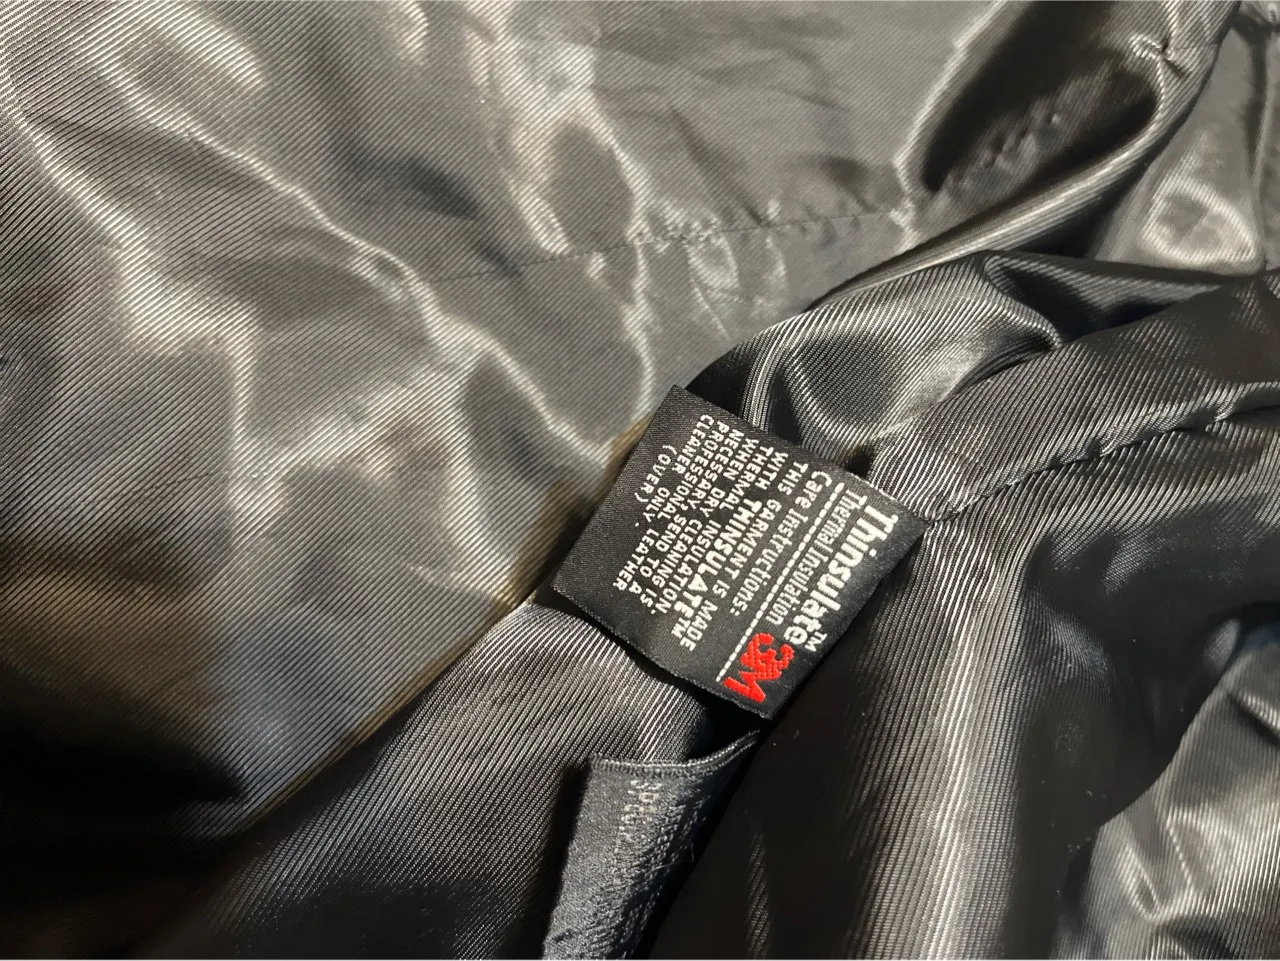 Thinsulate™
Thermal Insulation 3M
Care Instructions:
THIS GARMENT IS MADE
WITH THINSULATE™
THERMAL INSULATION
WHEN DRY CLEANING IS
NECESSARY, SEND TO A
PROFESSIONAL LEATHER
CLEANER ONLY -
(OVER)